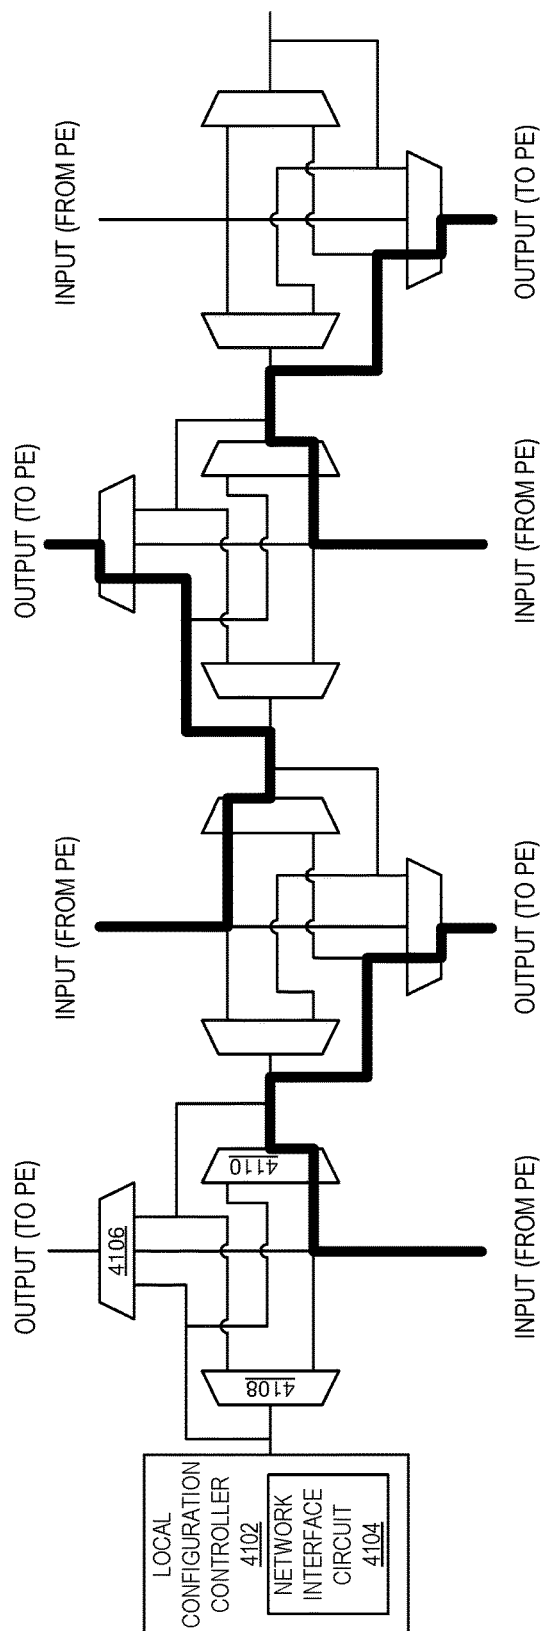 INPUT (FROM PE)
OUTPUT (TO PE)
OUTPUT (TO PE)
INPUT (FROM PE)
INPUT (FROM PE)
OUTPUT (TO PE)
OUTPUT (TO PE)
INPUT (FROM PE)
4106
4110
4108
LOCAL
CONFIGURATION
CONTROLLER
4102
NETWORK
INTERFACE
CIRCUIT
4104